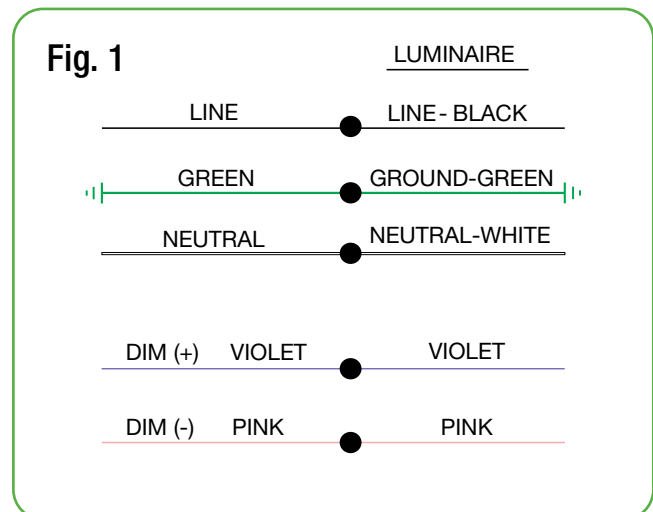 Fig. 1
LUMINAIRE
LINE LINE - BLACK
GREEN GROUND-GREEN
NEUTRAL NEUTRAL-WHITE
DIM (+) VIOLET VIOLET
DIM (-) PINK PINK